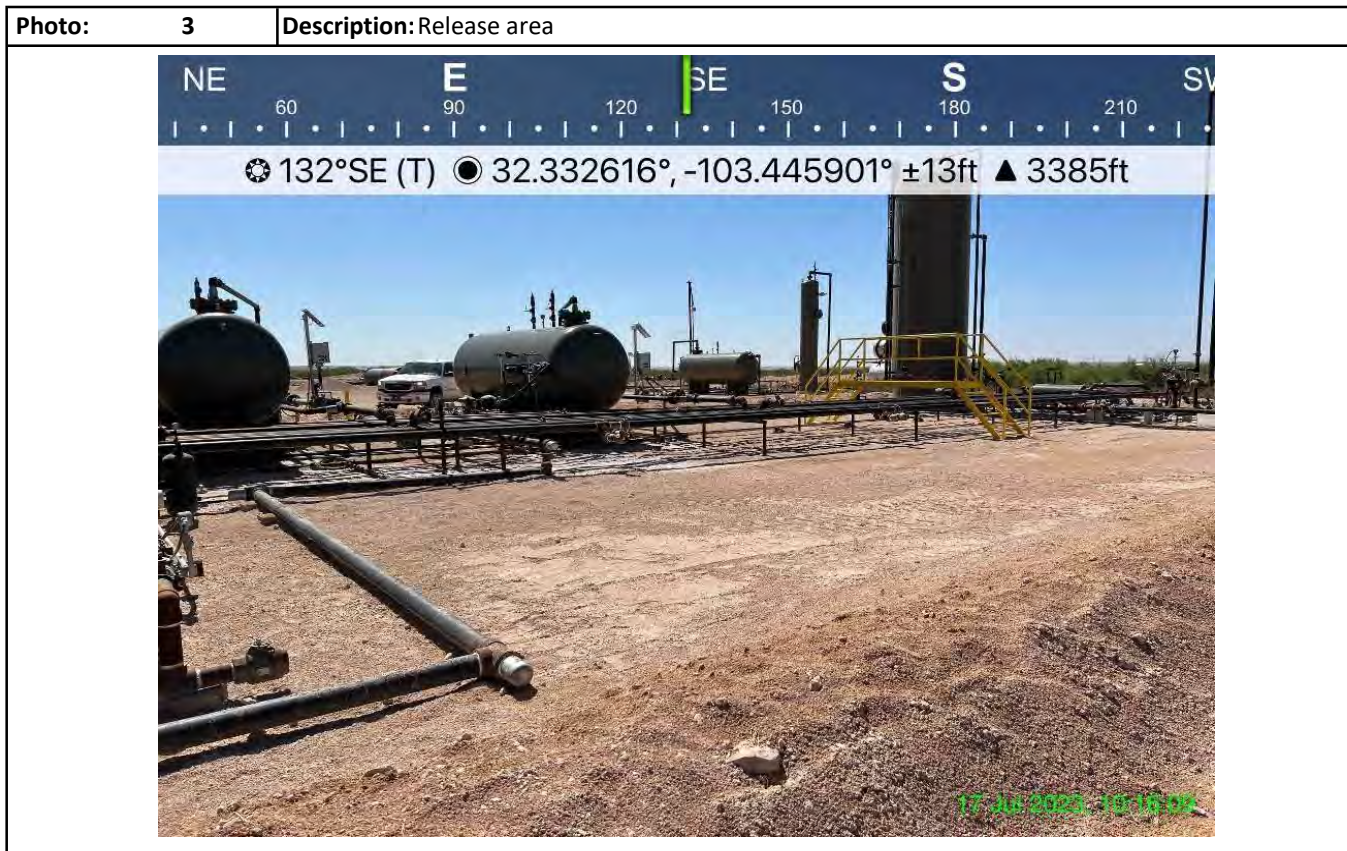 Photo: 3 Description: Release area
NE E SE S SW
60 90 120 150 180 210
132°SE (T) 32.332616°, -103.445901° ±13ft ▲ 3385ft
17 Jul 2023, 10:16:09